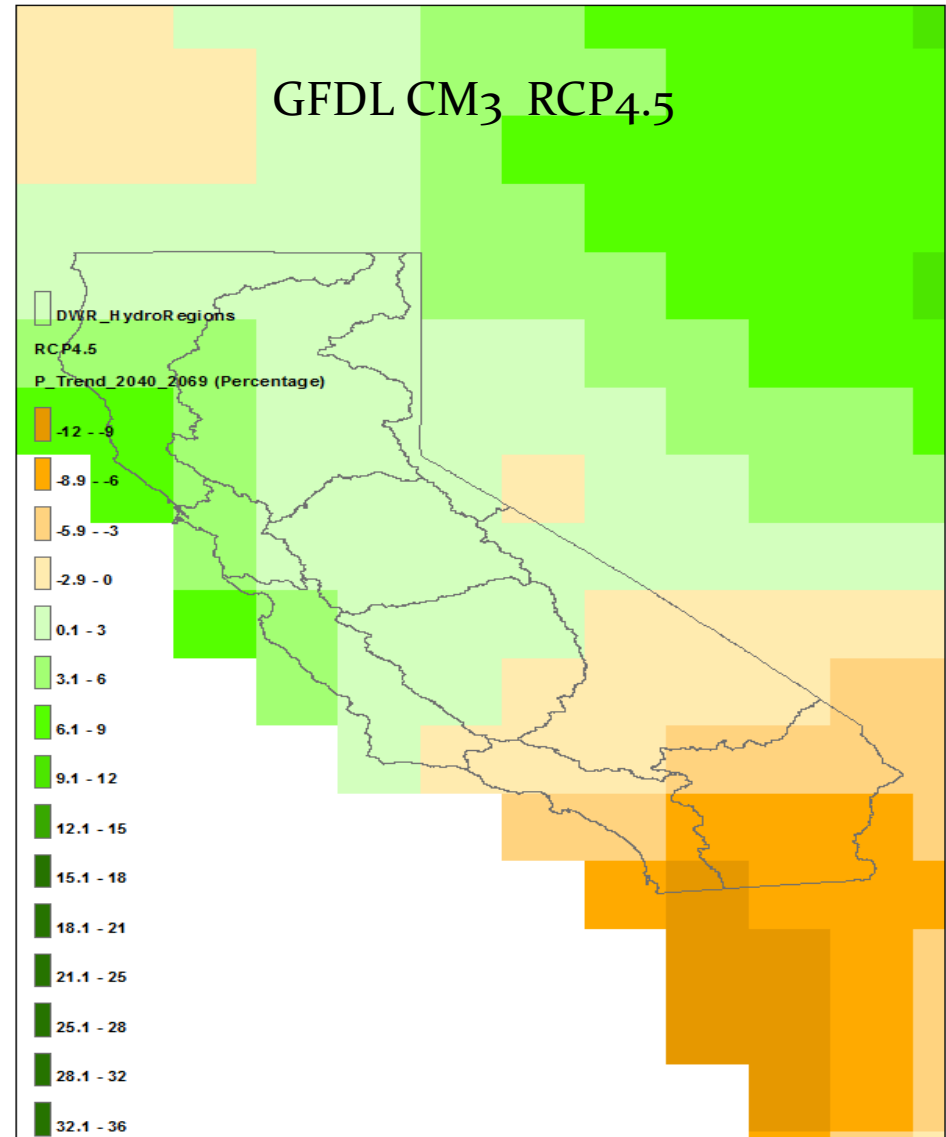 GFDL CM3 RCP4.5
DWR_HydroRegions
RCP4.5
P_Trend_2040_2069 (Percentage)
-12 - -9
-8.9 - -6
-5.9 - -3
-2.9 - 0
0.1 - 3
3.1 - 6
6.1 - 9
9.1 - 12
12.1 - 15
15.1 - 18
18.1 - 21
21.1 - 25
25.1 - 28
28.1 - 32
32.1 - 36